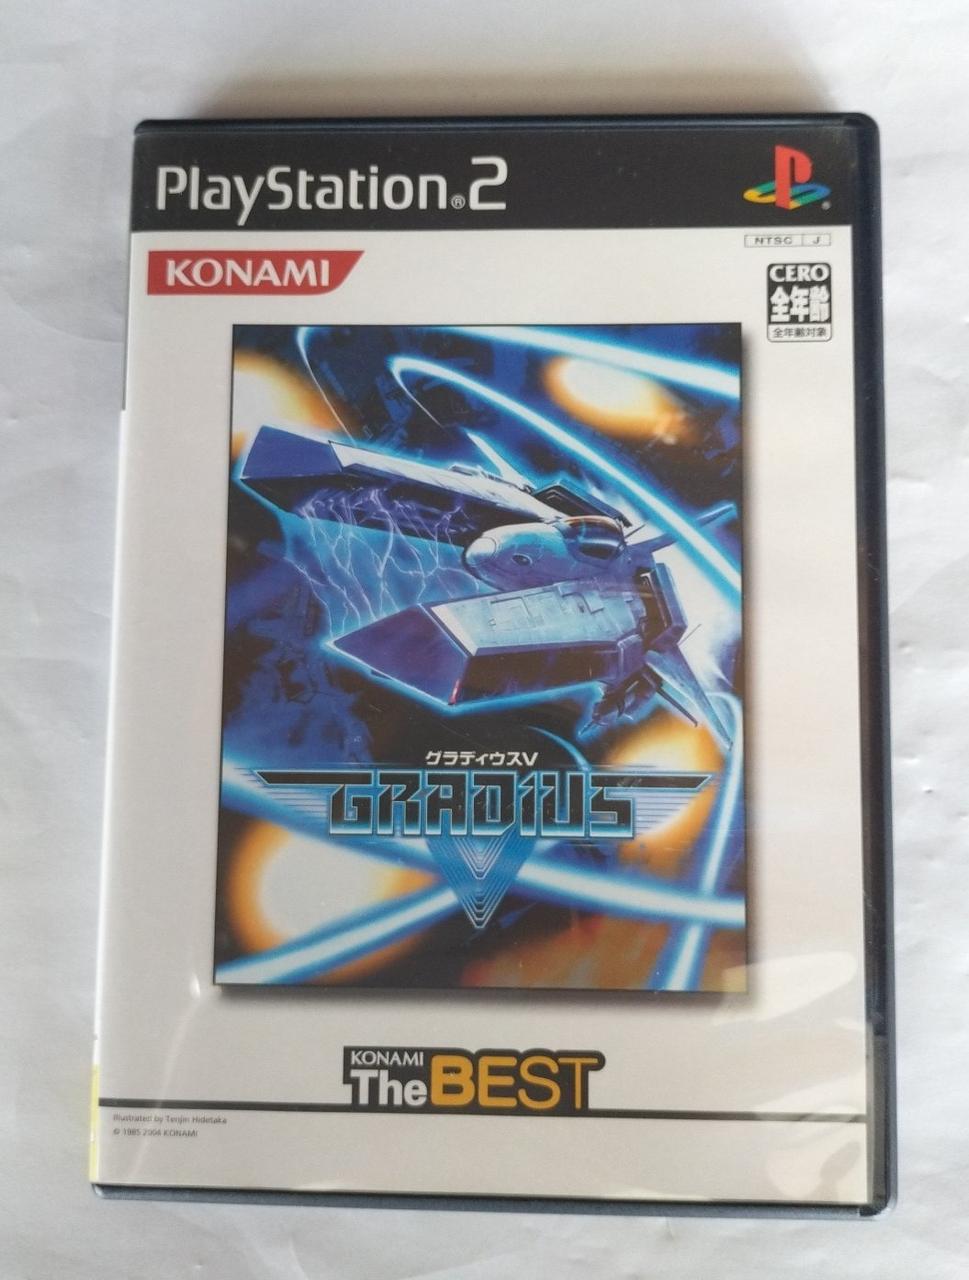 PlayStation®2
NTSC J
KONAMI
CERO
全年齢
全年齢対象
グラディウスV
GRADIUS
V
KONAMI
The BEST
Illustrated by Tenjin Hidetaka
© 1985 2004 KONAMI